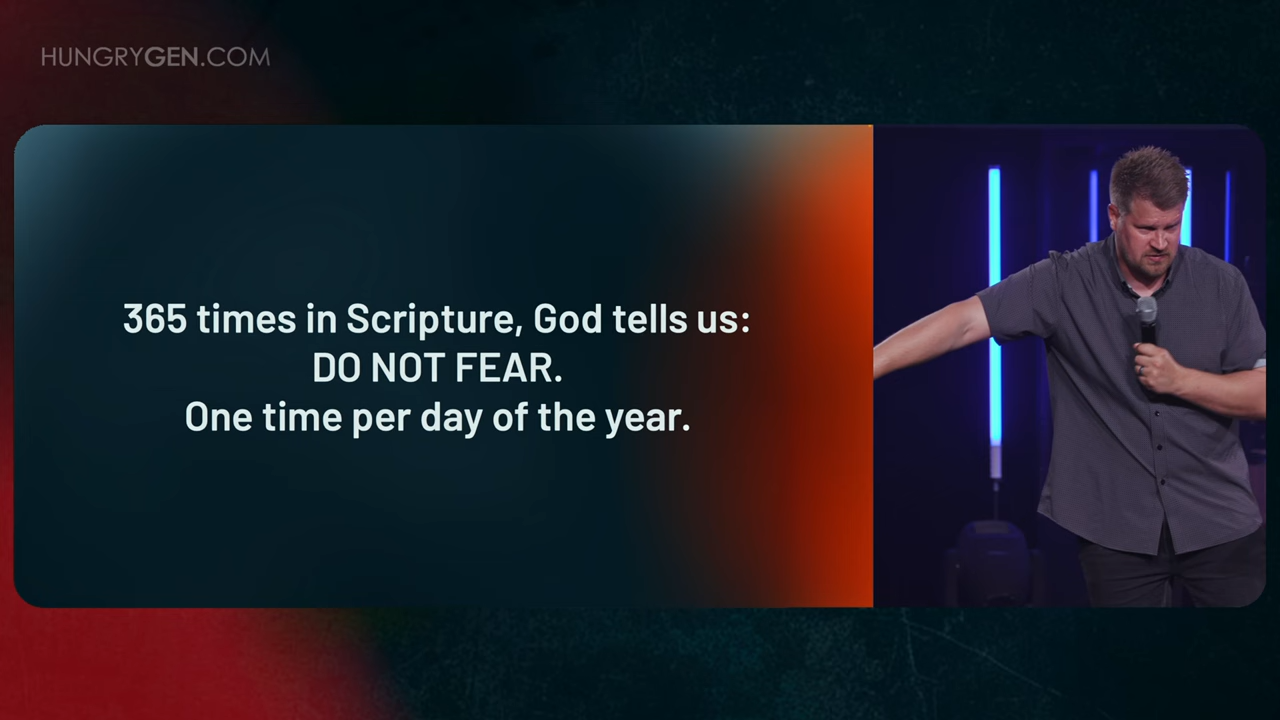 HUNGRYGEN.COM
365 times in Scripture, God tells us:
DO NOT FEAR.
One time per day of the year.